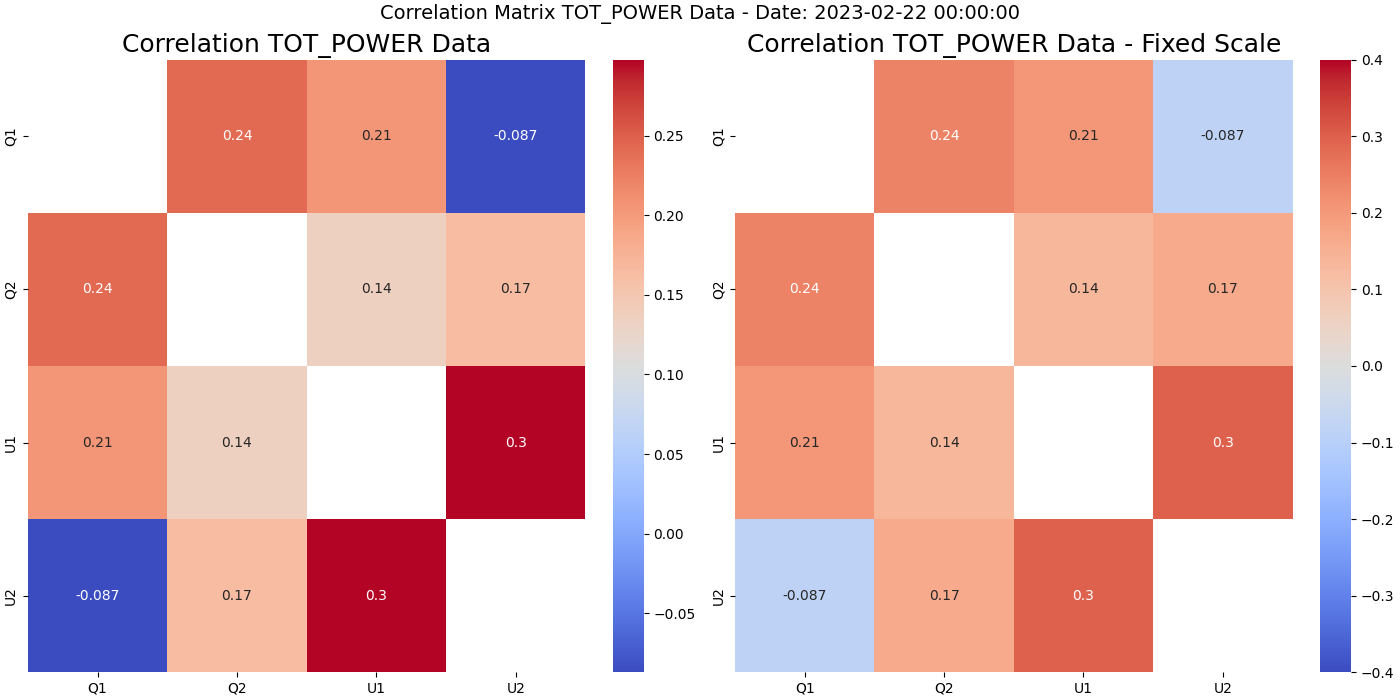 Correlation Matrix TOT_POWER Data - Date: 2023-02-22 00:00:00
Correlation TOT_POWER Data
Q1
0.24
0.21
-0.087
Q2
0.24
0.14
0.17
U1
0.21
0.14
0.3
U2
-0.087
0.17
0.3
Q1
Q2
U1
U2
0.25
0.20
0.15
0.10
0.05
0.00
−0.05
Correlation TOT_POWER Data - Fixed Scale
Q1
0.24
0.21
-0.087
Q2
0.24
0.14
0.17
U1
0.21
0.14
0.3
U2
-0.087
0.17
0.3
Q1
Q2
U1
U2
0.4
0.3
0.2
0.1
0.0
−0.1
−0.2
−0.3
−0.4